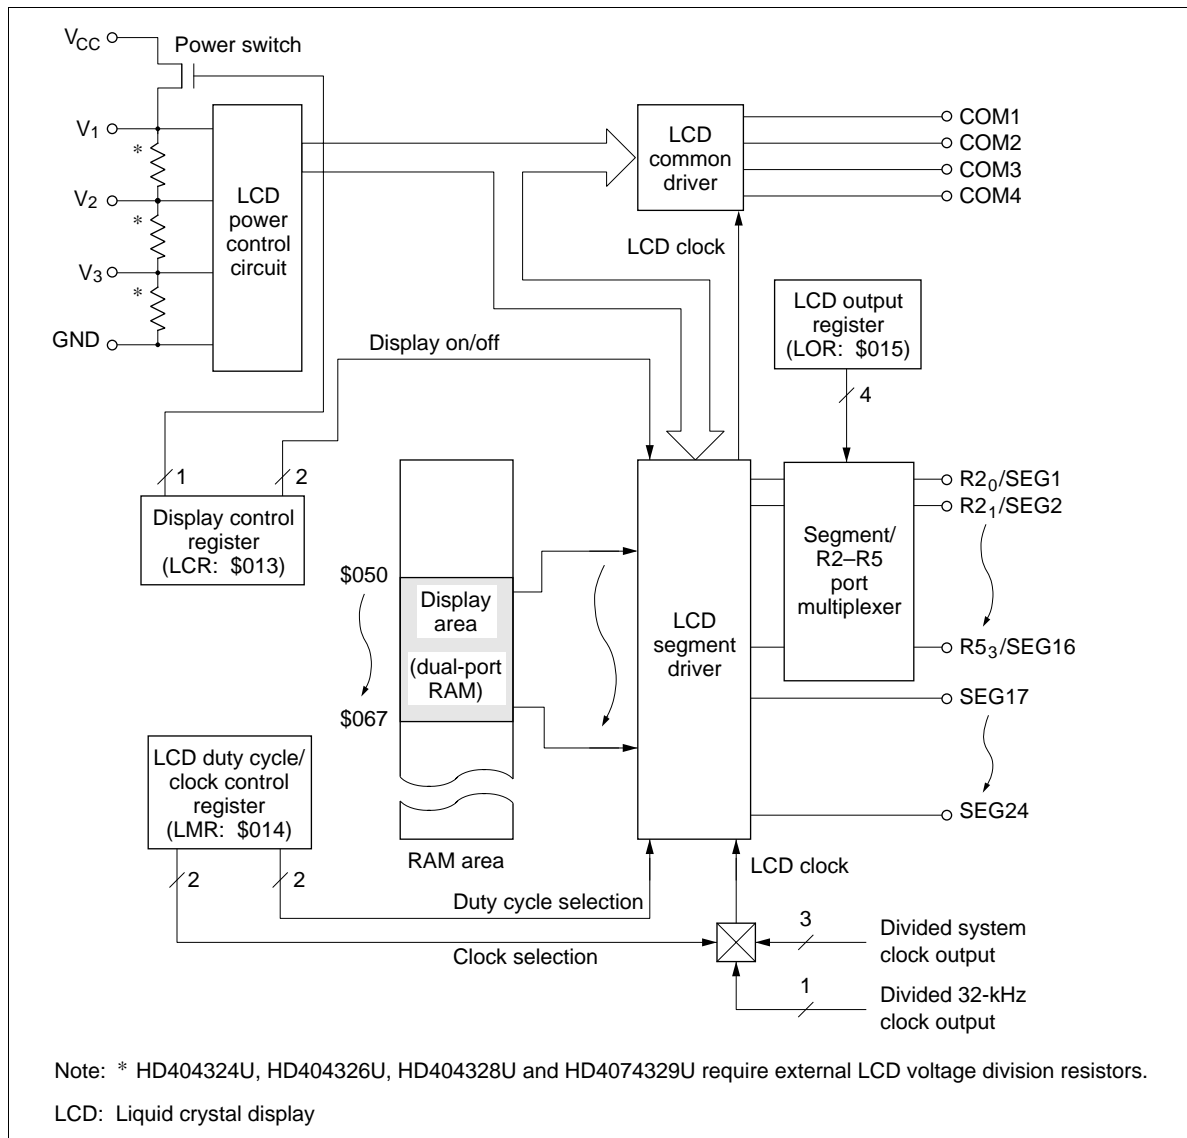 VCC
Power switch
V1
*
V2
*
V3
*
GND
LCD
power
control
circuit
LCD
common
driver
COM1
COM2
COM3
COM4
LCD clock
LCD output
register
(LOR: $015)
4
Display on/off
1
2
Display control
register
(LCR: $013)
$050
$067
Display
area
(dual-port
RAM)
RAM area
LCD
segment
driver
Segment/
R2–R5
port
multiplexer
R20/SEG1
R21/SEG2
R53/SEG16
SEG17
SEG24
LCD duty cycle/
clock control
register
(LMR: $014)
2
2
Duty cycle selection
Clock selection
LCD clock
3
Divided system
clock output
1
Divided 32-kHz
clock output
Note: * HD404324U, HD404326U, HD404328U and HD4074329U require external LCD voltage division resistors.
LCD: Liquid crystal display